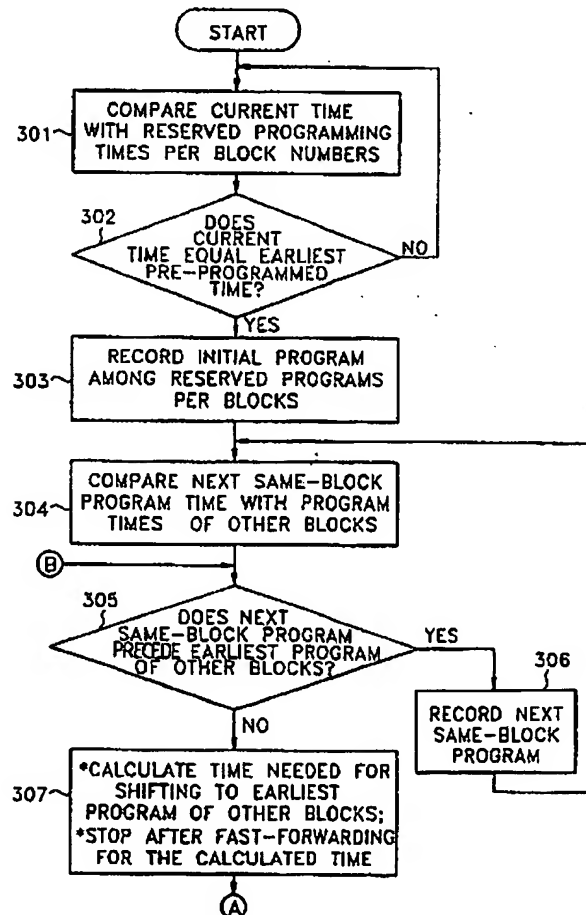 START
301
COMPARE CURRENT TIME
WITH RESERVED PROGRAMMING
TIMES PER BLOCK NUMBERS
302
DOES
CURRENT
TIME EQUAL EARLIEST
PRE-PROGRAMMED
TIME?
NO
YES
303
RECORD INITIAL PROGRAM
AMONG RESERVED PROGRAMS
PER BLOCKS
304
COMPARE NEXT SAME-BLOCK
PROGRAM TIME WITH PROGRAM
TIMES OF OTHER BLOCKS
B
305
DOES NEXT
SAME-BLOCK PROGRAM
PRECEDE EARLIEST PROGRAM
OF OTHER BLOCKS?
YES
306
RECORD NEXT
SAME-BLOCK
PROGRAM
NO
307
*CALCULATE TIME NEEDED FOR
SHIFTING TO EARLIEST
PROGRAM OF OTHER BLOCKS;
*STOP AFTER FAST-FORWARDING
FOR THE CALCULATED TIME
A